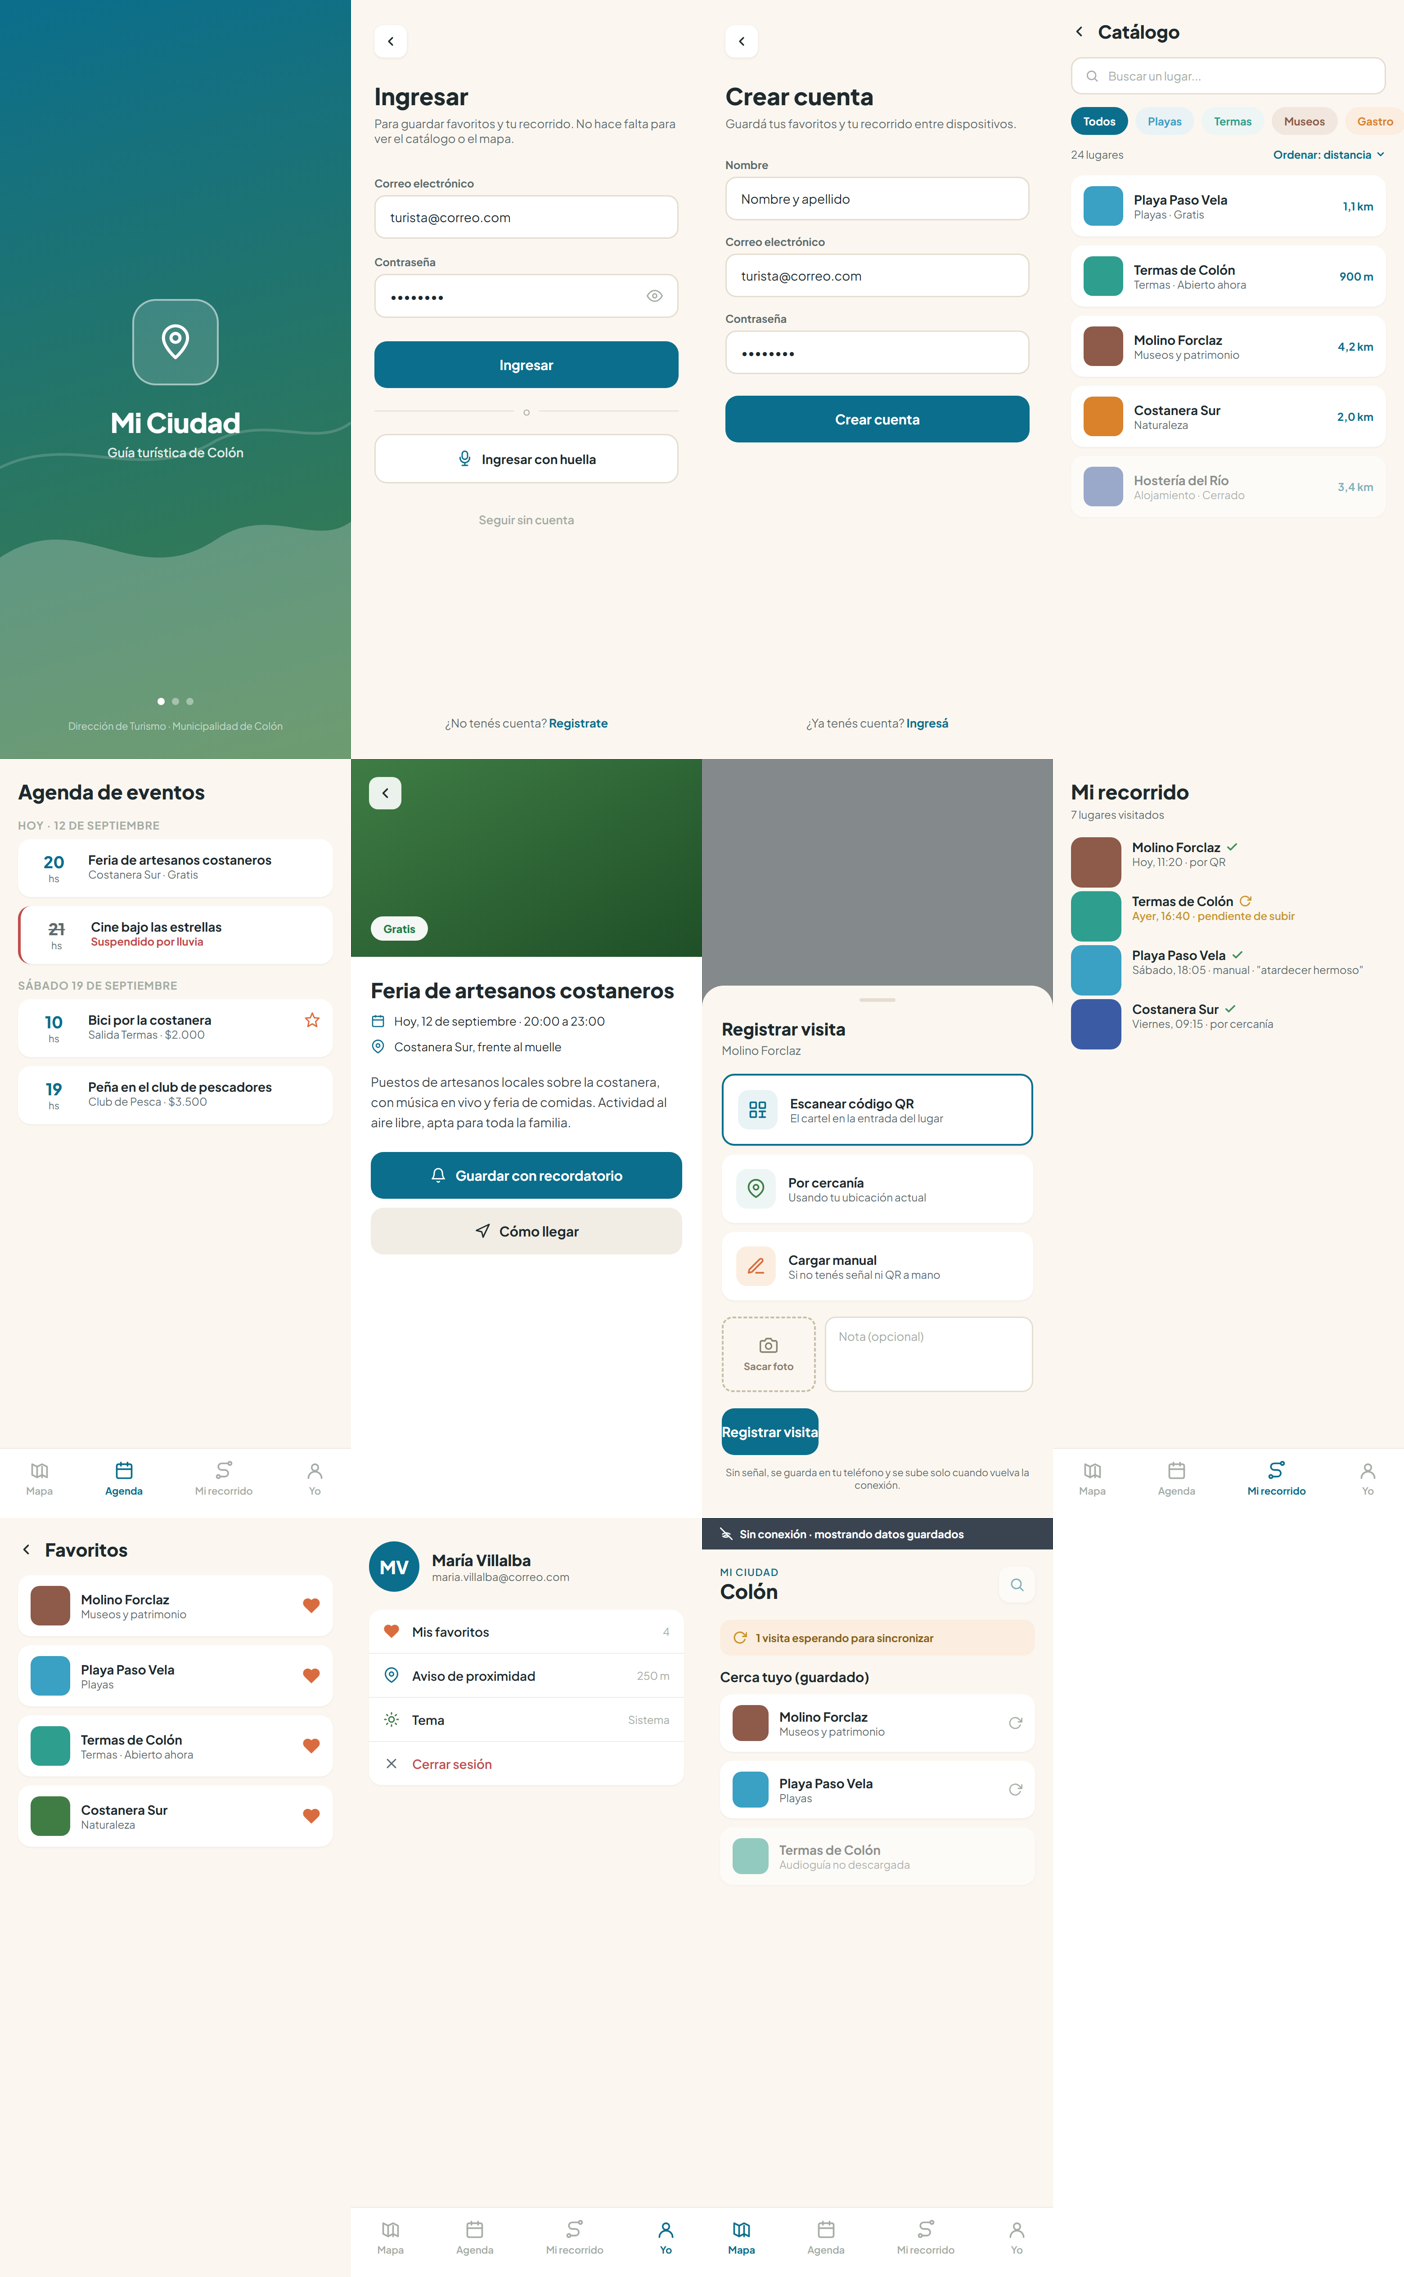 Mi Ciudad
Guía turística de Colón
Dirección de Turismo · Municipalidad de Colón
Ingresar
Para guardar favoritos y tu recorrido. No hace falta para
ver el catálogo o el mapa.
Correo electrónico
turista@correo.com
Contraseña
••••••••
Ingresar
o
Ingresar con huella
Seguir sin cuenta
¿No tenés cuenta? Registrate
Crear cuenta
Guardá tus favoritos y tu recorrido entre dispositivos.
Nombre
Nombre y apellido
Correo electrónico
turista@correo.com
Contraseña
••••••••
Crear cuenta
¿Ya tenés cuenta? Ingresá
Catálogo
Buscar un lugar...
Todos Playas Termas Museos Gastro
24 lugares Ordenar: distancia
Playa Paso Vela
Playas · Gratis
1,1 km
Termas de Colón
Termas · Abierto ahora
900 m
Molino Forclaz
Museos y patrimonio
4,2 km
Costanera Sur
Naturaleza
2,0 km
Hostería del Río
Alojamiento · Cerrado
3,4 km
Agenda de eventos
HOY · 12 DE SEPTIEMBRE
20
hs
Feria de artesanos costaneros
Costanera Sur · Gratis
21
hs
Cine bajo las estrellas
Suspendido por lluvia
SÁBADO 19 DE SEPTIEMBRE
10
hs
Bici por la costanera
Salida Termas · $2.000
19
hs
Peña en el club de pescadores
Club de Pesca · $3.500
Mapa Agenda Mi recorrido Yo
Gratis
Feria de artesanos costaneros
Hoy, 12 de septiembre · 20:00 a 23:00
Costanera Sur, frente al muelle
Puestos de artesanos locales sobre la costanera,
con música en vivo y feria de comidas. Actividad al
aire libre, apta para toda la familia.
Guardar con recordatorio
Cómo llegar
Registrar visita
Molino Forclaz
Escanear código QR
El cartel en la entrada del lugar
Por cercanía
Usando tu ubicación actual
Cargar manual
Si no tenés señal ni QR a mano
Sacar foto
Nota (opcional)
Registrar visita
Sin señal, se guarda en tu teléfono y se sube solo cuando vuelva la
conexión.
Mi recorrido
7 lugares visitados
Molino Forclaz
Hoy, 11:20 · por QR
Termas de Colón
Ayer, 16:40 · pendiente de subir
Playa Paso Vela
Sábado, 18:05 · manual · "atardecer hermoso"
Costanera Sur
Viernes, 09:15 · por cercanía
Mapa Agenda Mi recorrido Yo
Favoritos
Molino Forclaz
Museos y patrimonio
Playa Paso Vela
Playas
Termas de Colón
Termas · Abierto ahora
Costanera Sur
Naturaleza
MV
María Villalba
maria.villalba@correo.com
Mis favoritos 4
Aviso de proximidad 250 m
Tema Sistema
Cerrar sesión
Mapa Agenda Mi recorrido Yo
Sin conexión · mostrando datos guardados
MI CIUDAD
Colón
1 visita esperando para sincronizar
Cerca tuyo (guardado)
Molino Forclaz
Museos y patrimonio
Playa Paso Vela
Playas
Termas de Colón
Audioguía no descargada
Mapa Agenda Mi recorrido Yo